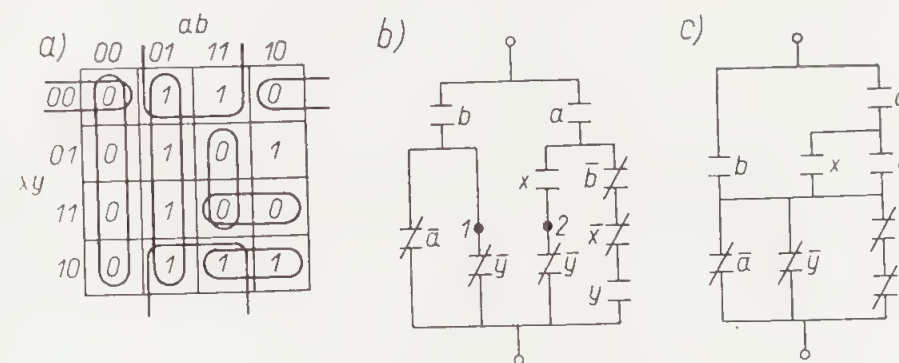 a)
ab
00 01 11 10
00 0 1 1 0
01 0 1 0 1
xy
11 0 1 0 0
10 0 1 1 1
b)
b a
x b̅
1 2 x̅
a̅ y̅ y̅
y
c)
b x
a̅ y̅